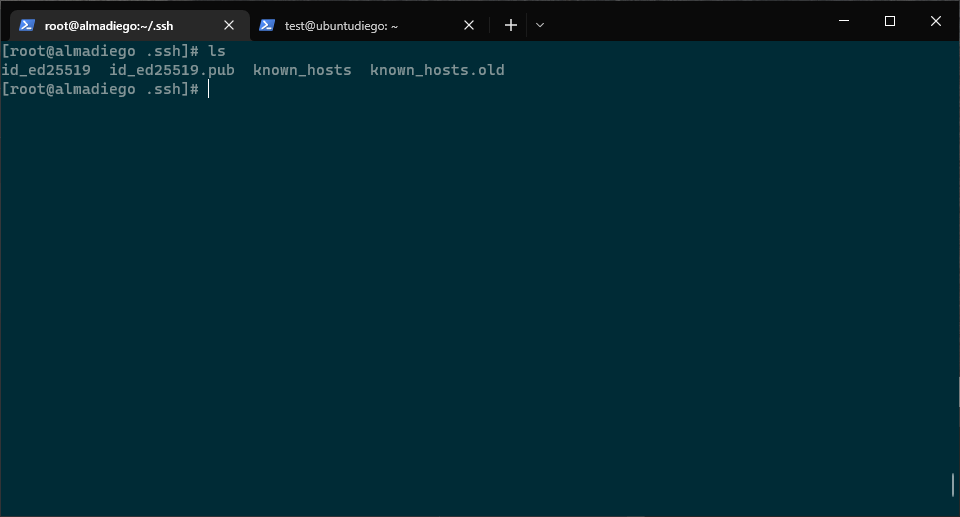 root@almadiego:~/.ssh
test@ubuntudiego: ~
[root@almadiego .ssh]# ls
id_ed25519  id_ed25519.pub  known_hosts  known_hosts.old
[root@almadiego .ssh]#